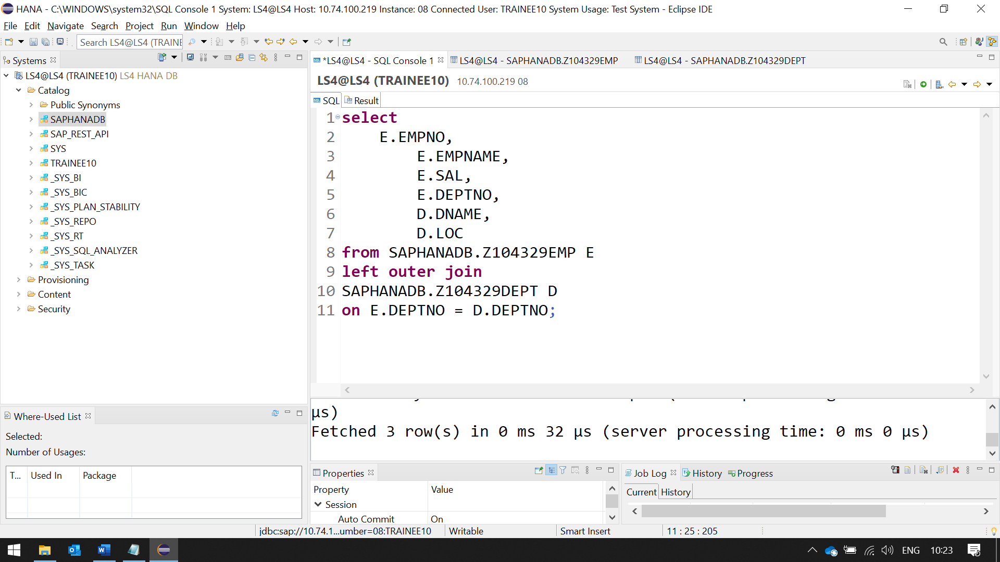 HANA - C:\WINDOWS\system32\SQL Console 1 System: LS4@LS4 Host: 10.74.100.219 Instance: 08 Connected User: TRAINEE10 System Usage: Test System - Eclipse IDE
File Edit Navigate Search Project Run Window Help
Search LS4@LS4 (TRAINE
Systems
LS4@LS4 (TRAINEE10) LS4 HANA DB
Catalog
Public Synonyms
SAPHANADB
SAP_REST_API
SYS
TRAINEE10
_SYS_BI
_SYS_BIC
_SYS_PLAN_STABILITY
_SYS_REPO
_SYS_RT
_SYS_SQL_ANALYZER
_SYS_TASK
Provisioning
Content
Security
*LS4@LS4 - SQL Console 1 LS4@LS4 - SAPHANADB.Z104329EMP LS4@LS4 - SAPHANADB.Z104329DEPT
LS4@LS4 (TRAINEE10) 10.74.100.219 08
SQL Result
1 select
2 E.EMPNO,
3 E.EMPNAME,
4 E.SAL,
5 E.DEPTNO,
6 D.DNAME,
7 D.LOC
8 from SAPHANADB.Z104329EMP E
9 left outer join
10 SAPHANADB.Z104329DEPT D
11 on E.DEPTNO = D.DEPTNO;
µs)
Fetched 3 row(s) in 0 ms 32 µs (server processing time: 0 ms 0 µs)
Where-Used List
Selected:
Number of Usages:
T... Used In Package
Properties
Property Value
Session
Auto Commit On
Job Log History Progress
Current History
jdbc:sap://10.74.1...umber=08:TRAINEE10 Writable Smart Insert 11 : 25 : 205
ENG 10:23